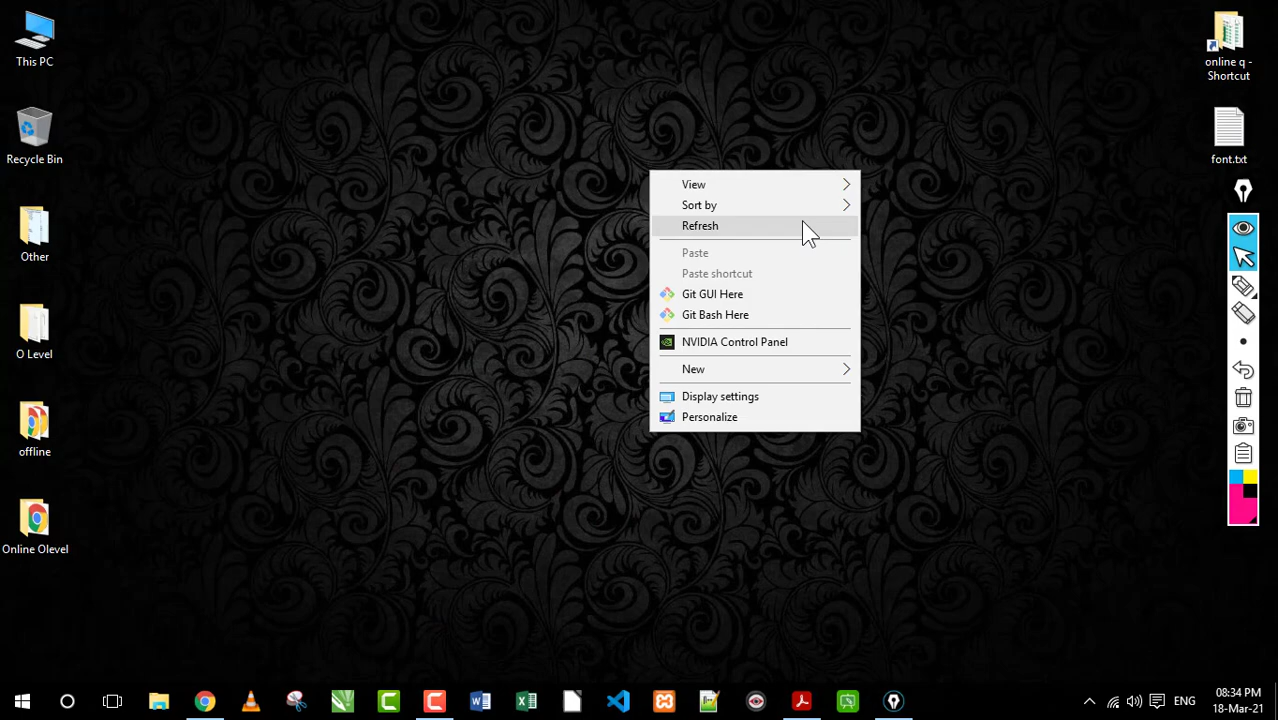 This PC
Recycle Bin
Other
O Level
offline
Online Olevel
View
Sort by
Refresh
Paste
Paste shortcut
Git GUI Here
Git Bash Here
NVIDIA Control Panel
New
Display settings
Personalize
online q -
Shortcut
font.txt
ENG
08:34 PM
18-Mar-21